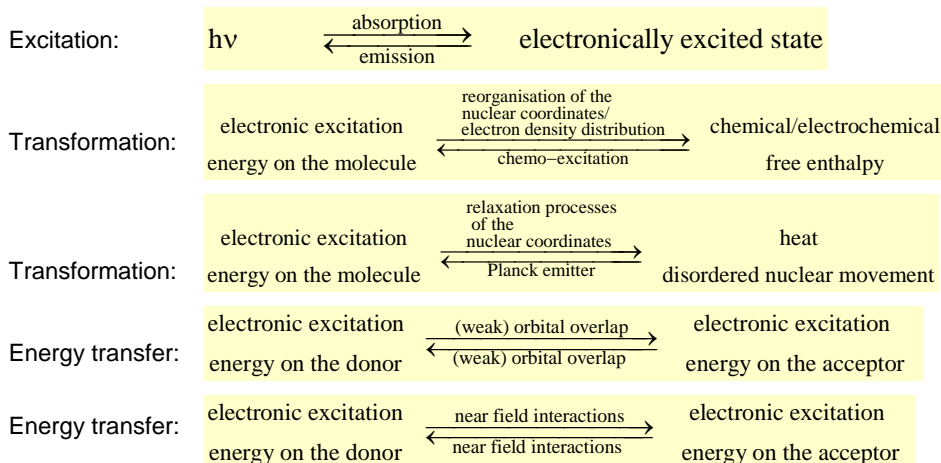 Excitation: hν absorption emission electronically excited state
reorganisation of the
nuclear coordinates/
electron density distribution
Transformation: electronic excitation energy on the molecule chemo−excitation chemical/electrochemical free enthalpy
relaxation processes
of the
nuclear coordinates
electronic excitation heat
Transformation: energy on the molecule Planck emitter disordered nuclear movement
electronic excitation (weak) orbital overlap electronic excitation
Energy transfer: energy on the donor (weak) orbital overlap energy on the acceptor
electronic excitation near field interactions electronic excitation
Energy transfer: energy on the donor near field interactions energy on the acceptor